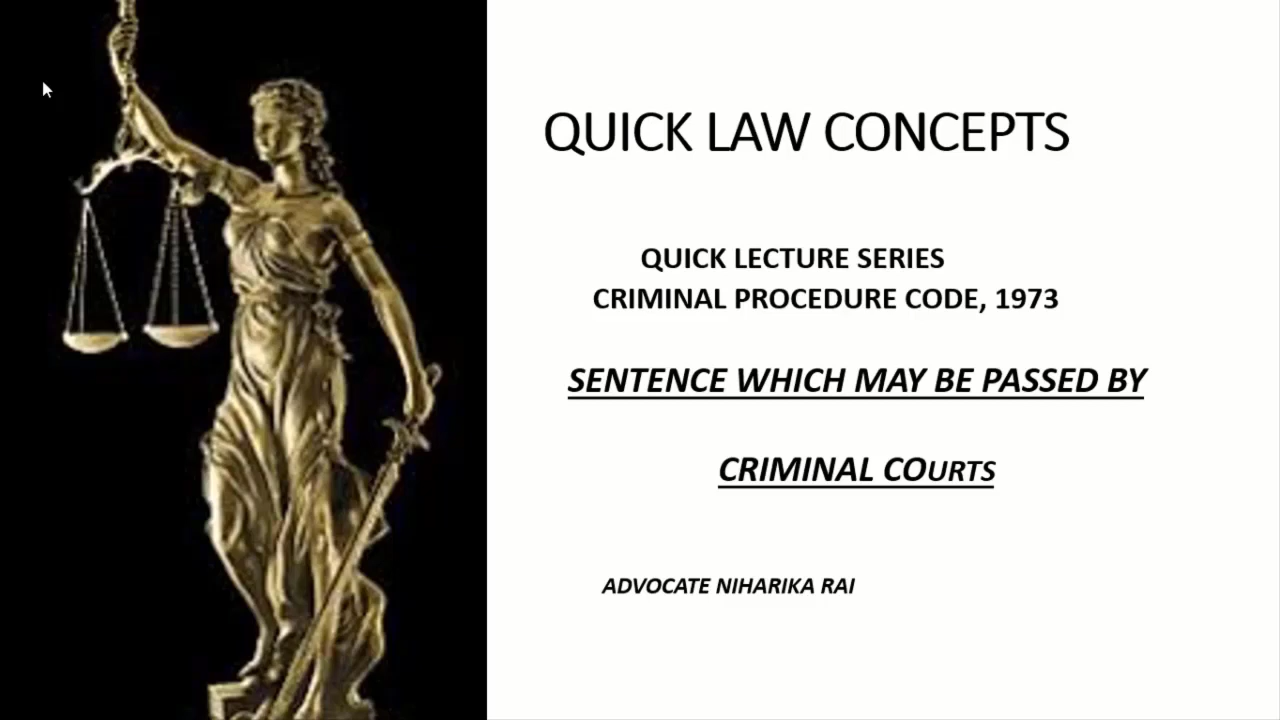 QUICK LAW CONCEPTS
QUICK LECTURE SERIES
CRIMINAL PROCEDURE CODE, 1973
SENTENCE WHICH MAY BE PASSED BY
CRIMINAL COURTS
ADVOCATE NIHARIKA RAI